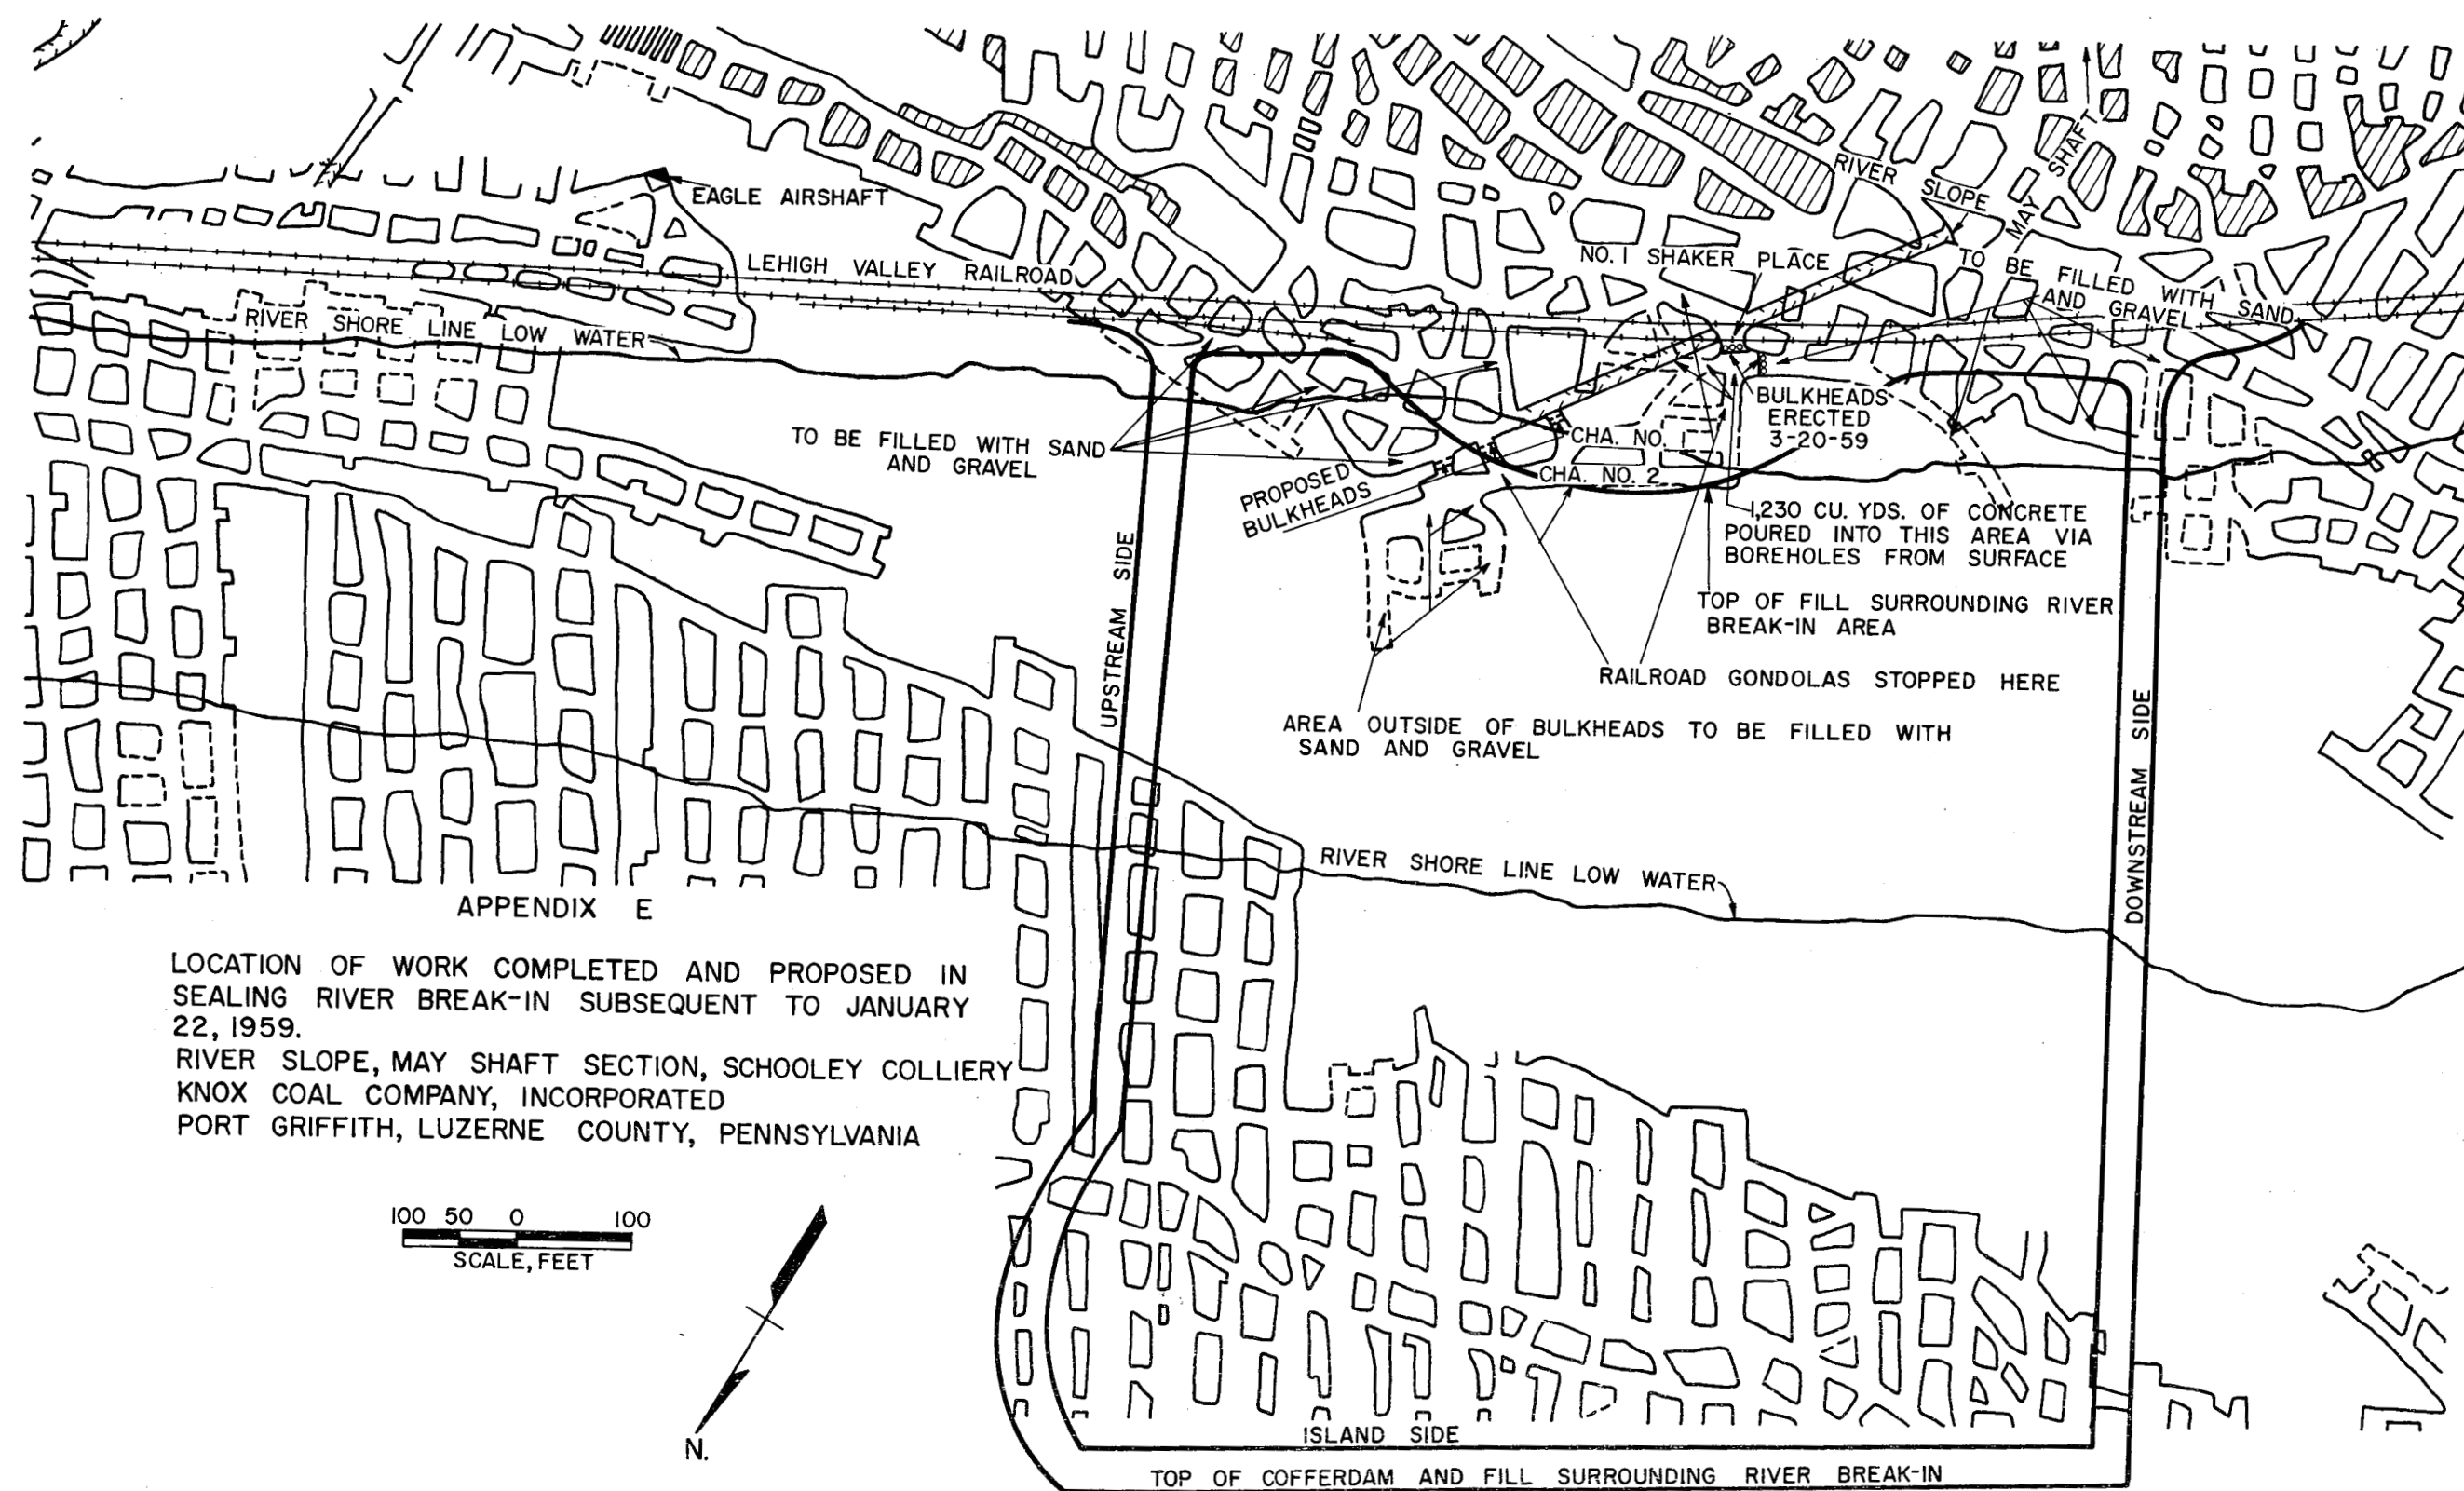 EAGLE AIRSHAFT
RIVER SLOPE
MAY SHAFT
LEHIGH VALLEY RAILROAD
NO. 1 SHAKER PLACE
TO BE FILLED WITH SAND
AND GRAVEL
RIVER SHORE LINE LOW WATER
TO BE FILLED WITH SAND
AND GRAVEL
BULKHEADS
ERECTED
3-20-59
CHA. NO.
CHA. NO. 2
PROPOSED
BULKHEADS
1,230 CU. YDS. OF CONCRETE
POURED INTO THIS AREA VIA
BOREHOLES FROM SURFACE
TOP OF FILL SURROUNDING RIVER
BREAK-IN AREA
UPSTREAM SIDE
RAILROAD GONDOLAS STOPPED HERE
AREA OUTSIDE OF BULKHEADS TO BE FILLED WITH
SAND AND GRAVEL
DOWNSTREAM SIDE
RIVER SHORE LINE LOW WATER
APPENDIX E
LOCATION OF WORK COMPLETED AND PROPOSED IN
SEALING RIVER BREAK-IN SUBSEQUENT TO JANUARY
22, 1959.
RIVER SLOPE, MAY SHAFT SECTION, SCHOOLEY COLLIERY
KNOX COAL COMPANY, INCORPORATED
PORT GRIFFITH, LUZERNE COUNTY, PENNSYLVANIA
100 50 0 100
SCALE, FEET
N.
ISLAND SIDE
TOP OF COFFERDAM AND FILL SURROUNDING RIVER BREAK-IN